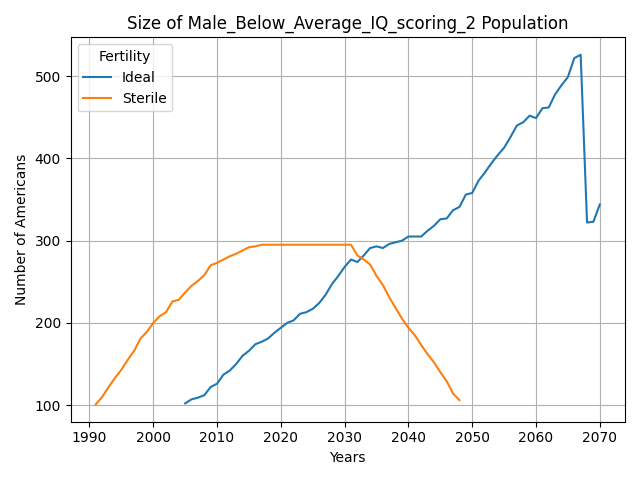 Size of Male_Below_Average_IQ_scoring_2 Population
Fertility
Ideal
Sterile
Number of Americans
500
400
300
200
100
1990 2000 2010 2020 2030 2040 2050 2060 2070
Years